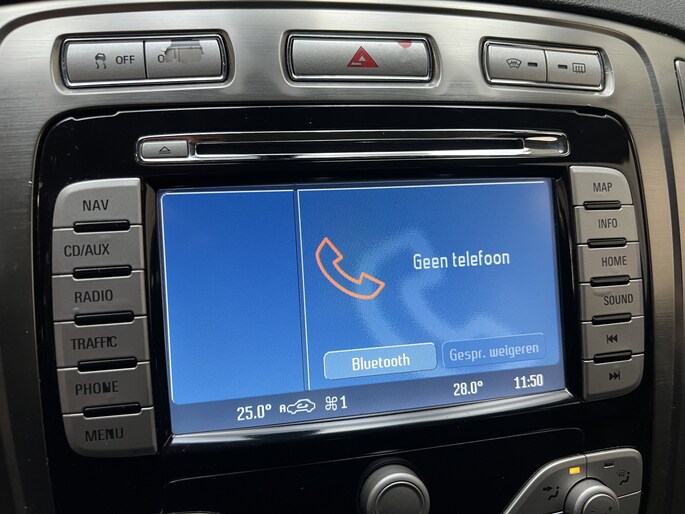 OFF
NAV
CD/AUX
RADIO
TRAFFIC
PHONE
MENU
MAP
INFO
HOME
SOUND
Geen telefoon
Bluetooth
Gespr. weigeren
25.0° A 1 28.0° 11:50